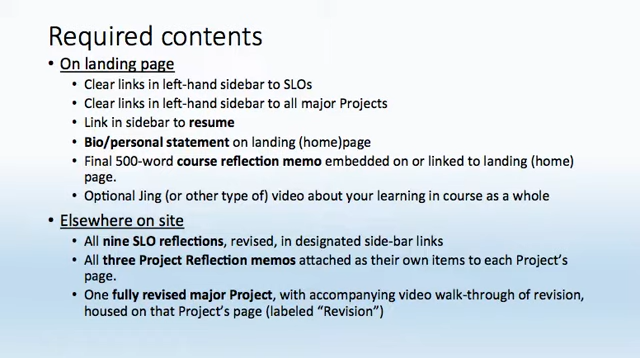 Required contents
• On landing page
• Clear links in left-hand sidebar to SLOs
• Clear links in left-hand sidebar to all major Projects
• Link in sidebar to resume
• Bio/personal statement on landing (home)page
• Final 500-word course reflection memo embedded on or linked to landing (home)
page.
• Optional Jing (or other type of) video about your learning in course as a whole
• Elsewhere on site
• All nine SLO reflections, revised, in designated side-bar links
• All three Project Reflection memos attached as their own items to each Project's
page.
• One fully revised major Project, with accompanying video walk-through of revision,
housed on that Project's page (labeled “Revision”)